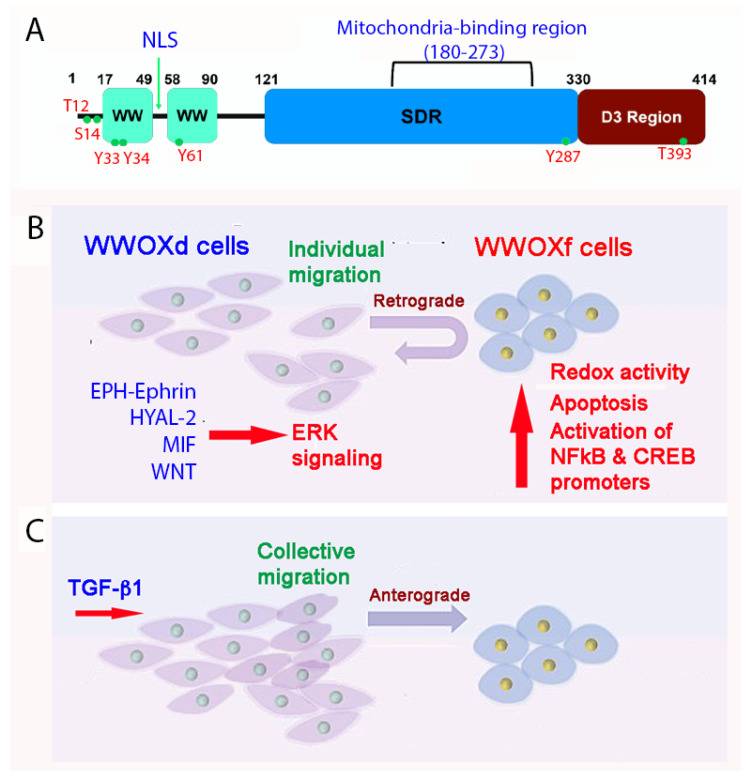 A
NLS
Mitochondria-binding region
(180-273)
1 17 49 58 90 121 330 414
T12
S14
WW
WW
SDR
D3 Region
Y33 Y34
Y61
Y287
T393
B
WWOXd cells
Individual
migration
WWOXf cells
Retrograde
EPH-Ephrin
HYAL-2
MIF
WNT
ERK
signaling
Redox activity
Apoptosis
Activation of
NFkB & CREB
promoters
C
Collective
migration
TGF-β1
Anterograde